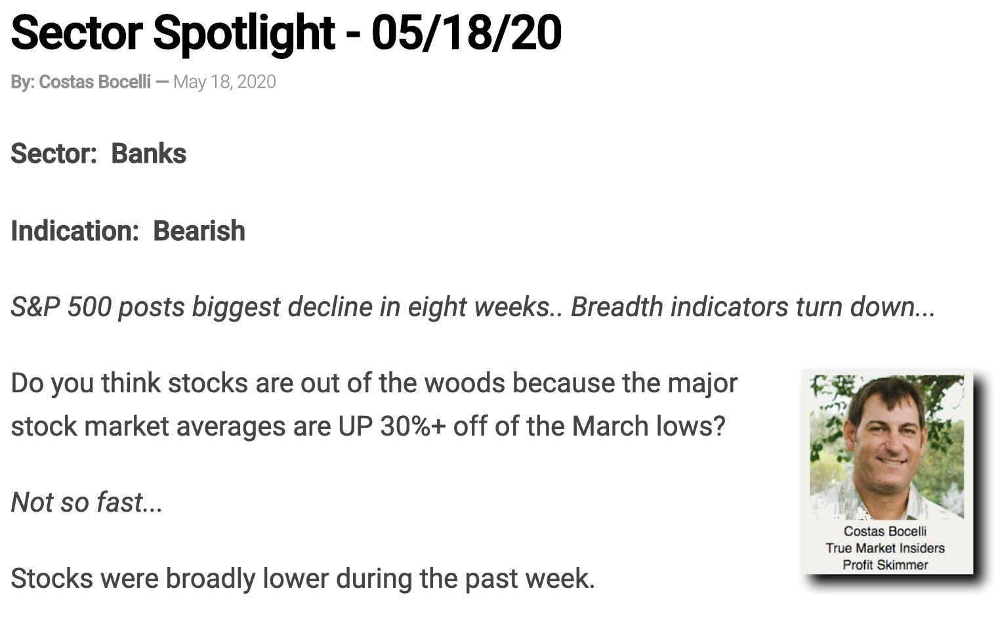 Sector Spotlight - 05/18/20
By: Costas Bocelli — May 18, 2020
Sector:  Banks
Indication:  Bearish
S&P 500 posts biggest decline in eight weeks.. Breadth indicators turn down...
Do you think stocks are out of the woods because the major
stock market averages are UP 30%+ off of the March lows?
Not so fast...
Stocks were broadly lower during the past week.
Costas Bocelli
True Market Insiders
Profit Skimmer